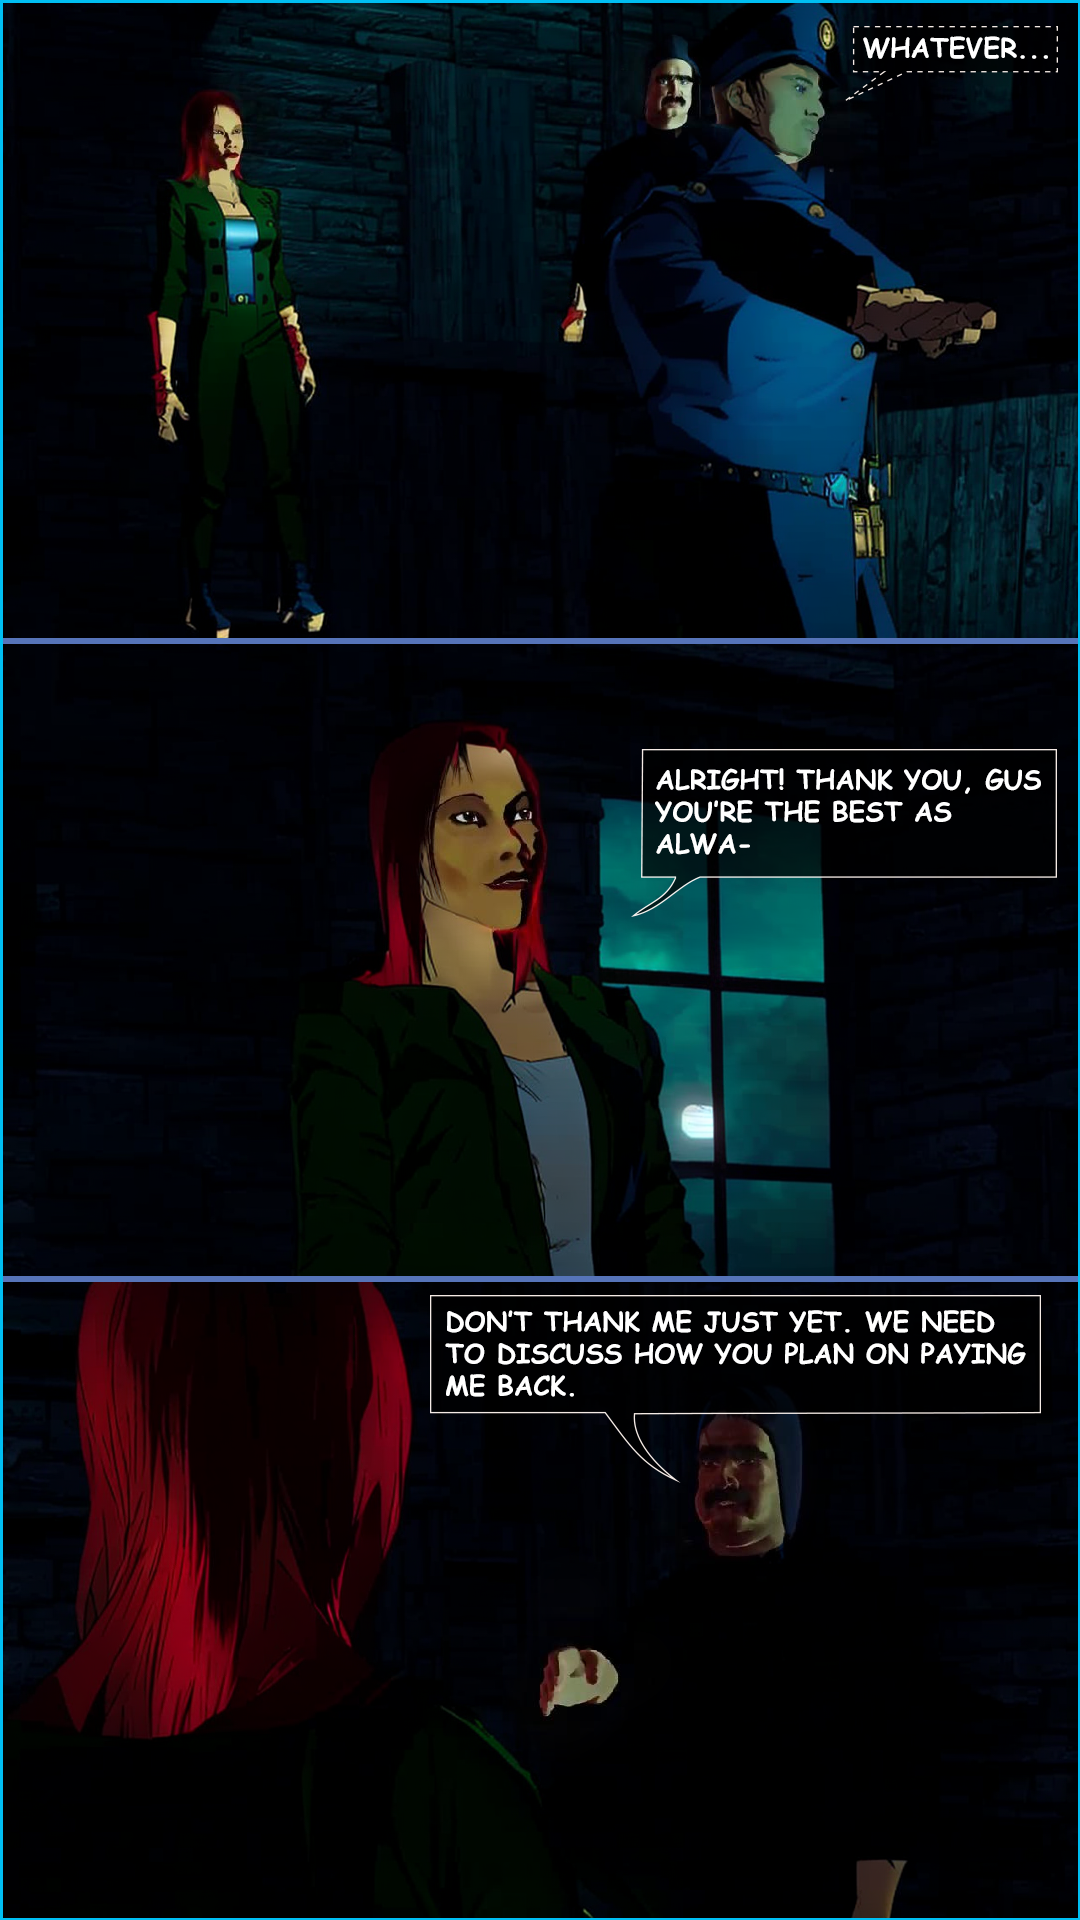 WHATEVER...
ALRIGHT! THANK YOU, GUS
YOU'RE THE BEST AS
ALWA-
DON'T THANK ME JUST YET. WE NEED
TO DISCUSS HOW YOU PLAN ON PAYING
ME BACK.